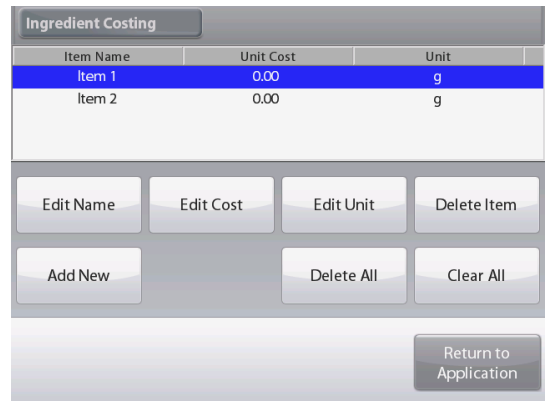 Ingredient Costing
Item Name Unit Cost Unit
Item 1 0.00 g
Item 2 0.00 g
Edit Name Edit Cost Edit Unit Delete Item
Add New Delete All Clear All
Return to
Application